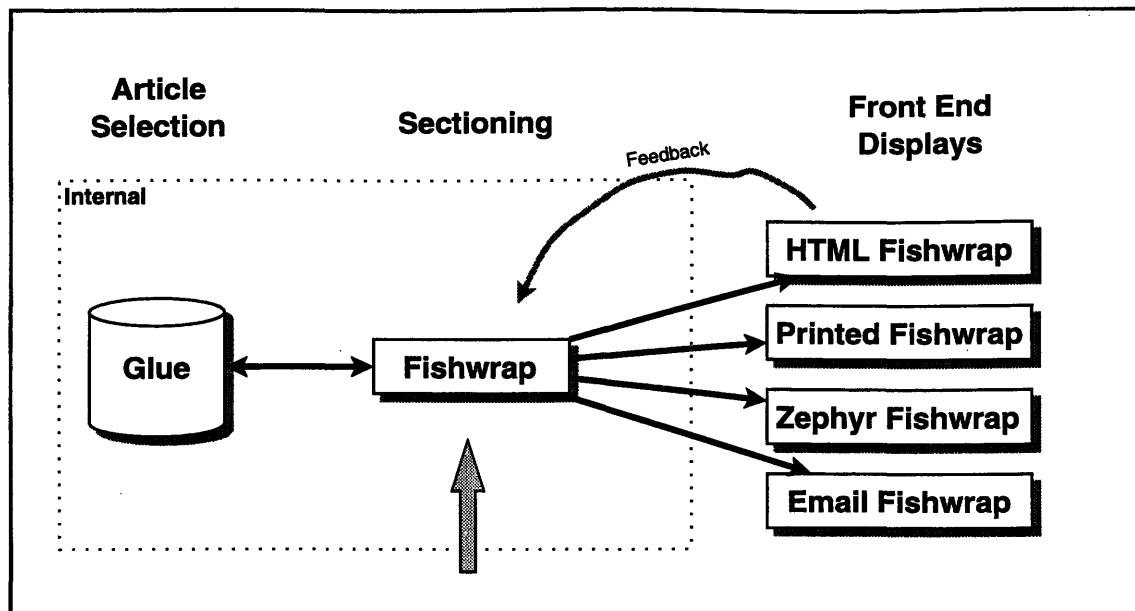 Article
Selection
Sectioning
Front End
Displays
Feedback
Internal
HTML Fishwrap
Printed Fishwrap
Glue
Fishwrap
Zephyr Fishwrap
Email Fishwrap